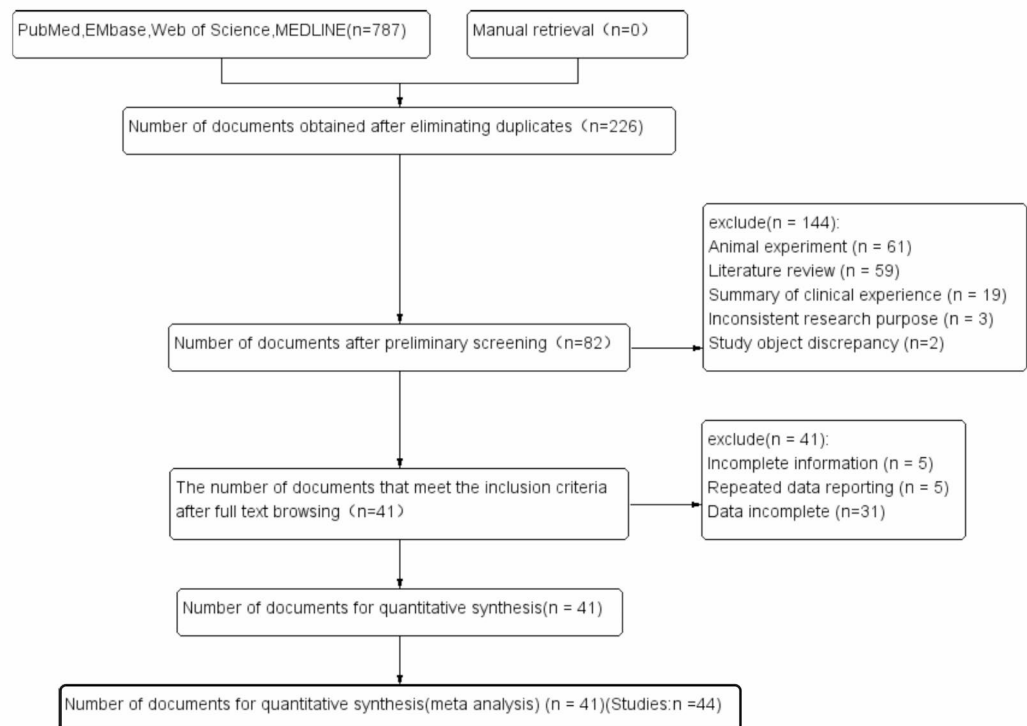 PubMed,EMbase,Web of Science,MEDLINE(n=787)
Manual retrieval（n=0）
Number of documents obtained after eliminating duplicates（n=226)
exclude(n = 144):
Animal experiment (n = 61)
Literature review (n = 59)
Summary of clinical experience (n = 19)
Inconsistent research purpose (n = 3)
Study object discrepancy (n=2)
Number of documents after preliminary screening（n=82）
exclude(n = 41):
Incomplete information (n = 5)
Repeated data reporting (n = 5)
Data incomplete (n=31)
The number of documents that meet the inclusion criteria
after full text browsing（n=41）
Number of documents for quantitative synthesis(n = 41)
Number of documents for quantitative synthesis(meta analysis) (n = 41)(Studies:n =44)